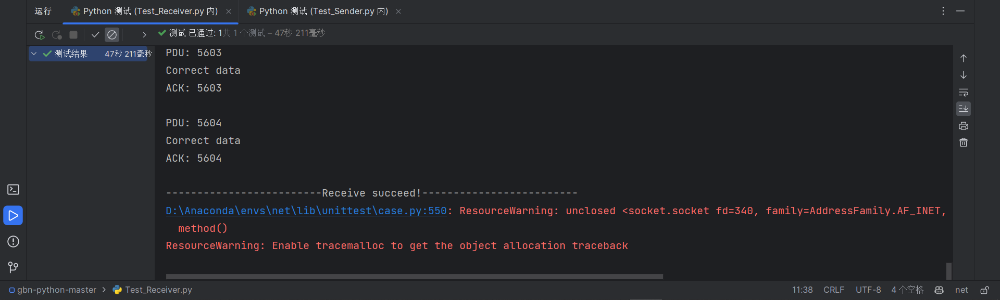 运行 Python 测试 (Test_Receiver.py 内) Python 测试 (Test_Sender.py 内)
测试 已通过: 1共 1 个测试 – 47秒 211毫秒
测试结果 47秒 211毫秒
PDU: 5603
Correct data
ACK: 5603
PDU: 5604
Correct data
ACK: 5604
-------------------------Receive succeed!-------------------------
D:\Anaconda\envs\net\lib\unittest\case.py:550: ResourceWarning: unclosed <socket.socket fd=340, family=AddressFamily.AF_INET,
method()
ResourceWarning: Enable tracemalloc to get the object allocation traceback
gbn-python-master Test_Receiver.py 11:38 CRLF UTF-8 4 个空格 net